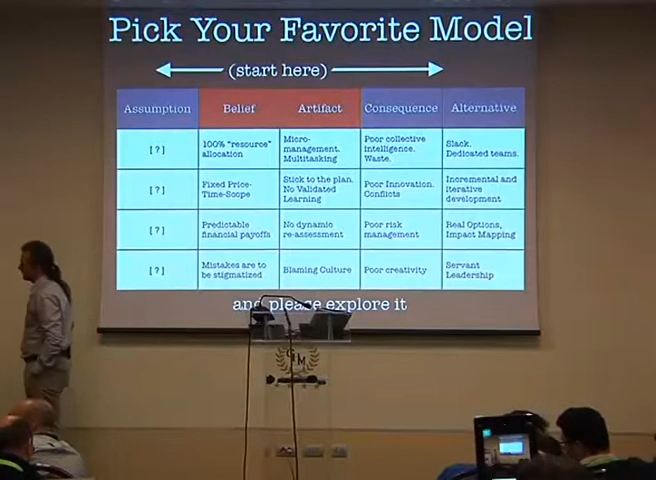 Pick Your Favorite Model
(start here)
Assumption Belief Artifact Consequence Alternative
[ ? ]
100% "resource"
allocation
Micro-
management.
Multitasking
Poor collective
intelligence.
Waste.
Slack.
Dedicated teams.
[ ? ]
Fixed Price-
Time-Scope
Stick to the plan.
No Validated
Learning
Poor Innovation.
Conflicts
Incremental and
iterative
development
[ ? ]
Predictable
financial payoffs
No dynamic
re-assessment
Poor risk
management
Real Options,
Impact Mapping
[ ? ]
Mistakes are to
be stigmatized
Blaming Culture
Poor creativity
Servant
Leadership
and please explore it
GHM